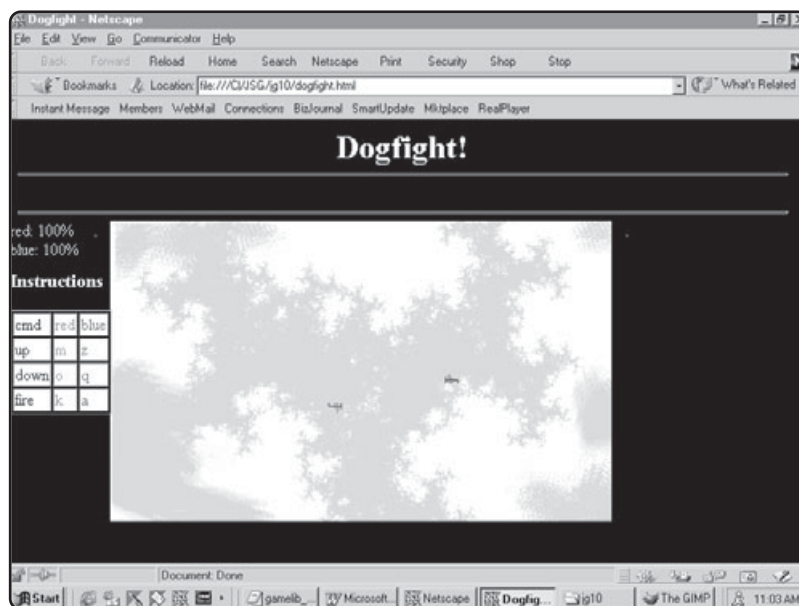 Dogfight - Netscape
File Edit View Go Communicator Help
Back Forward Reload Home Search Netscape Print Security Shop Stop
Bookmarks Location: file:///C|/JSG/jg10/dogfight.html What's Related
Instant Message Members WebMail Connections BizJournal SmartUpdate Mktplace RealPlayer
Dogfight!
red: 100%
blue: 100%
Instructions
cmd red blue
up m z
down o q
fire k a
Document: Done
Start gamelib_... Microsoft... Netscape Dogfig... jg10 The GIMP 11:03 AM